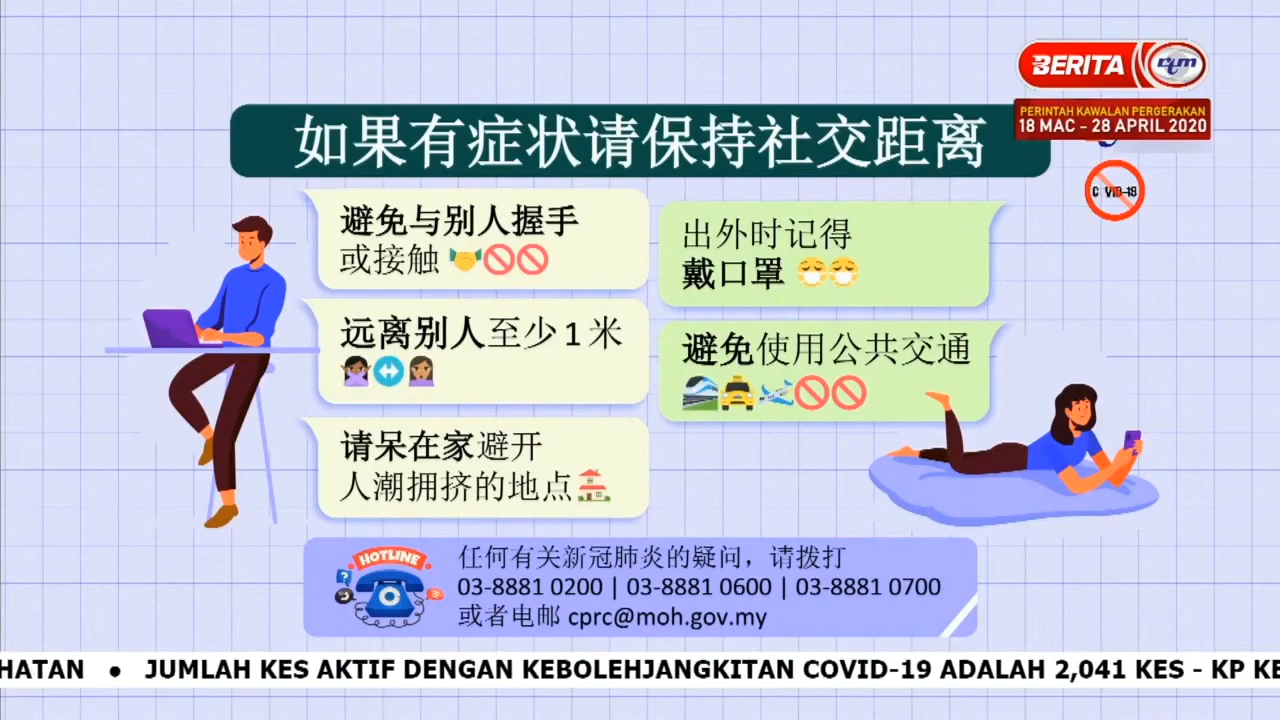 BERITA rtm
PERINTAH KAWALAN PERGERAKAN
18 MAC - 28 APRIL 2020
如果有症状请保持社交距离
避免与别人握手
或接触
远离别人至少1米
请呆在家避开
人潮拥挤的地点
出外时记得
戴口罩
避免使用公共交通
HOTLINE
任何有关新冠肺炎的疑问，请拨打
03-8881 0200 | 03-8881 0600 | 03-8881 0700
或者电邮 cprc@moh.gov.my
HATAN • JUMLAH KES AKTIF DENGAN KEBOLEHJANGKITAN COVID-19 ADALAH 2,041 KES - KP KE